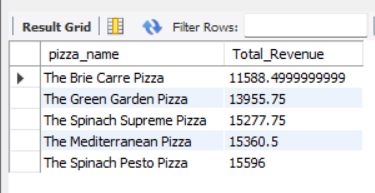 Result Grid Filter Rows:
pizza_name Total_Revenue
The Brie Carre Pizza 11588.4999999999
The Green Garden Pizza 13955.75
The Spinach Supreme Pizza 15277.75
The Mediterranean Pizza 15360.5
The Spinach Pesto Pizza 15596